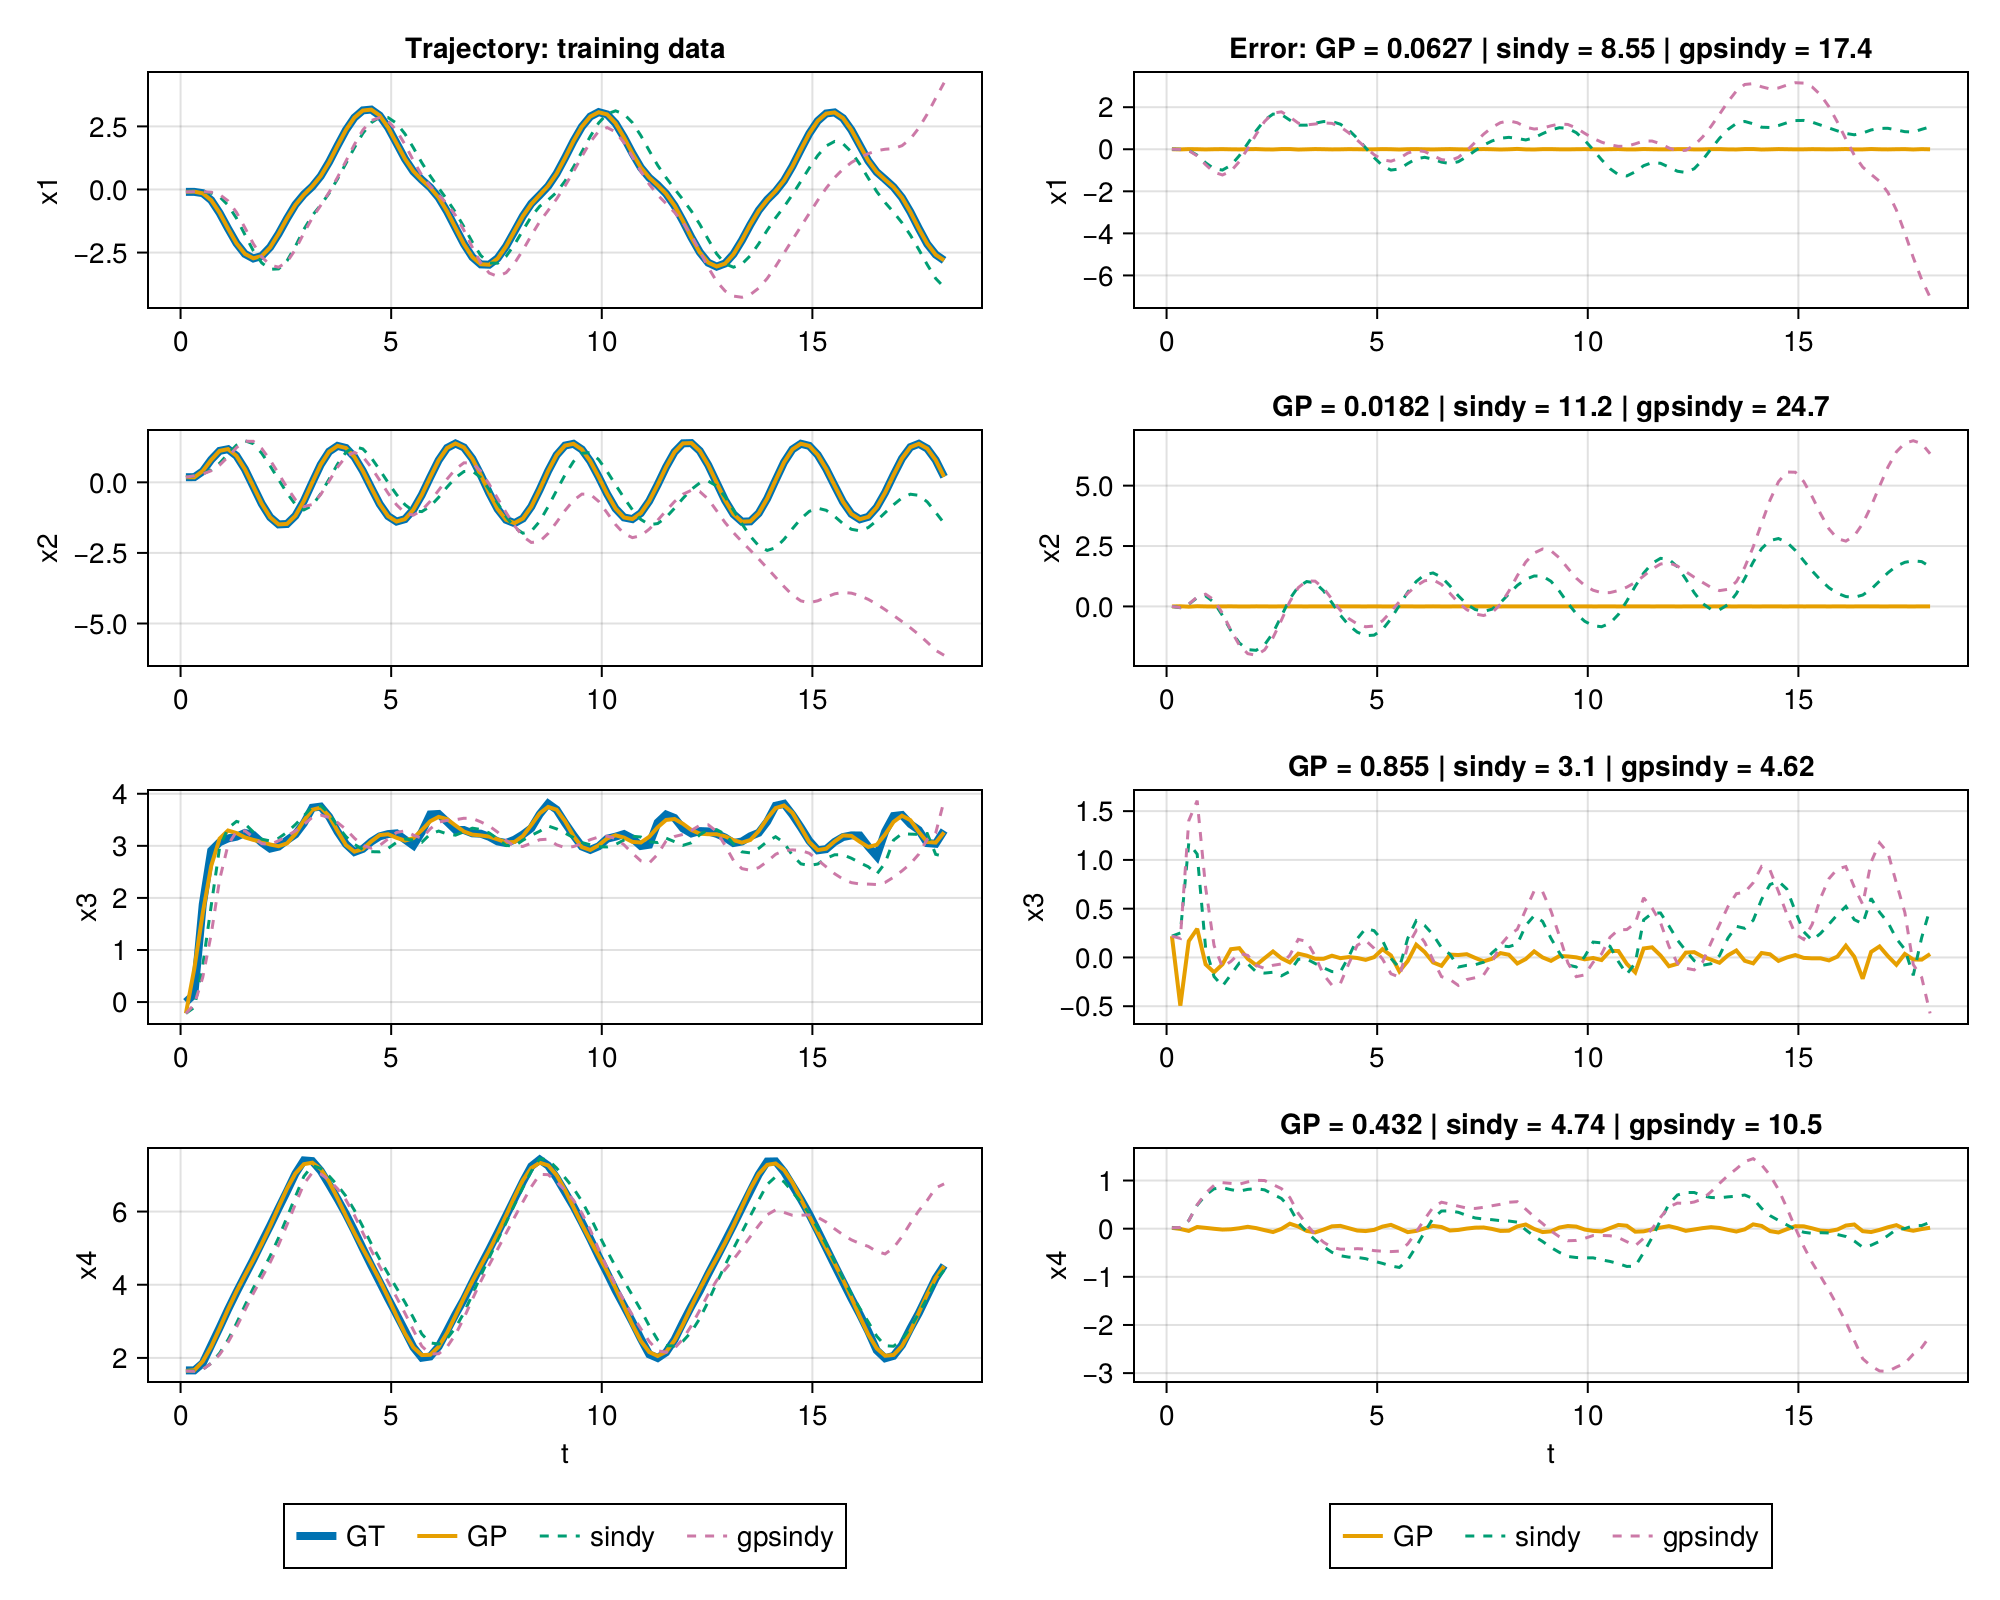 Trajectory: training data
x1
2.5
0.0
−2.5
0 5 10 15
Error: GP = 0.0627 | sindy = 8.55 | gpsindy = 17.4
x1
2
0
−2
−4
−6
0 5 10 15
x2
0.0
−2.5
−5.0
0 5 10 15
GP = 0.0182 | sindy = 11.2 | gpsindy = 24.7
x2
5.0
2.5
0.0
0 5 10 15
x3
4
3
2
1
0
0 5 10 15
GP = 0.855 | sindy = 3.1 | gpsindy = 4.62
x3
1.5
1.0
0.5
0.0
−0.5
0 5 10 15
x4
6
4
2
0 5 10 15
t
GP = 0.432 | sindy = 4.74 | gpsindy = 10.5
x4
1
0
−1
−2
−3
0 5 10 15
t
GT GP sindy gpsindy
GP sindy gpsindy